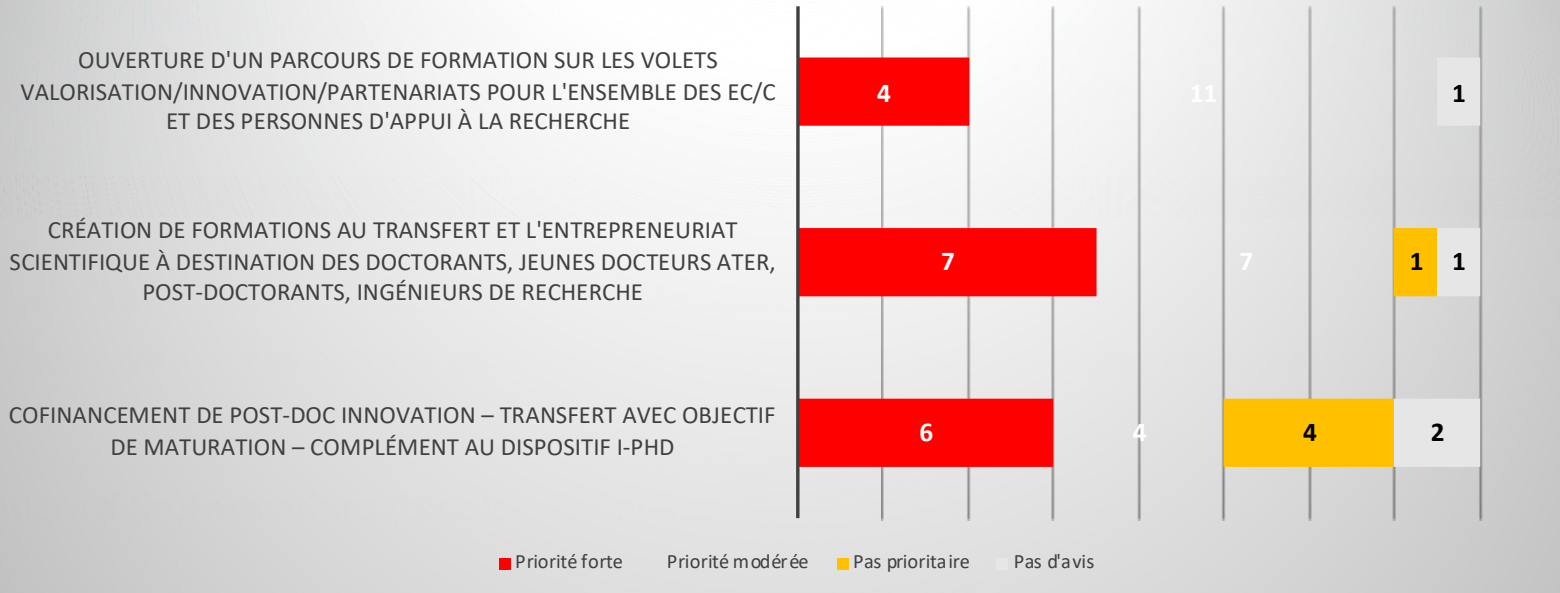 OUVERTURE D'UN PARCOURS DE FORMATION SUR LES VOLETS
VALORISATION/INNOVATION/PARTENARIATS POUR L'ENSEMBLE DES EC/C
ET DES PERSONNES D'APPUI À LA RECHERCHE
4 11 1
CRÉATION DE FORMATIONS AU TRANSFERT ET L'ENTREPRENEURIAT
SCIENTIFIQUE À DESTINATION DES DOCTORANTS, JEUNES DOCTEURS ATER,
POST-DOCTORANTS, INGÉNIEURS DE RECHERCHE
7 7 1 1
COFINANCEMENT DE POST-DOC INNOVATION – TRANSFERT AVEC OBJECTIF
DE MATURATION – COMPLÉMENT AU DISPOSITIF I-PHD
6 4 4 2
Priorité forte Priorité modérée Pas prioritaire Pas d'avis